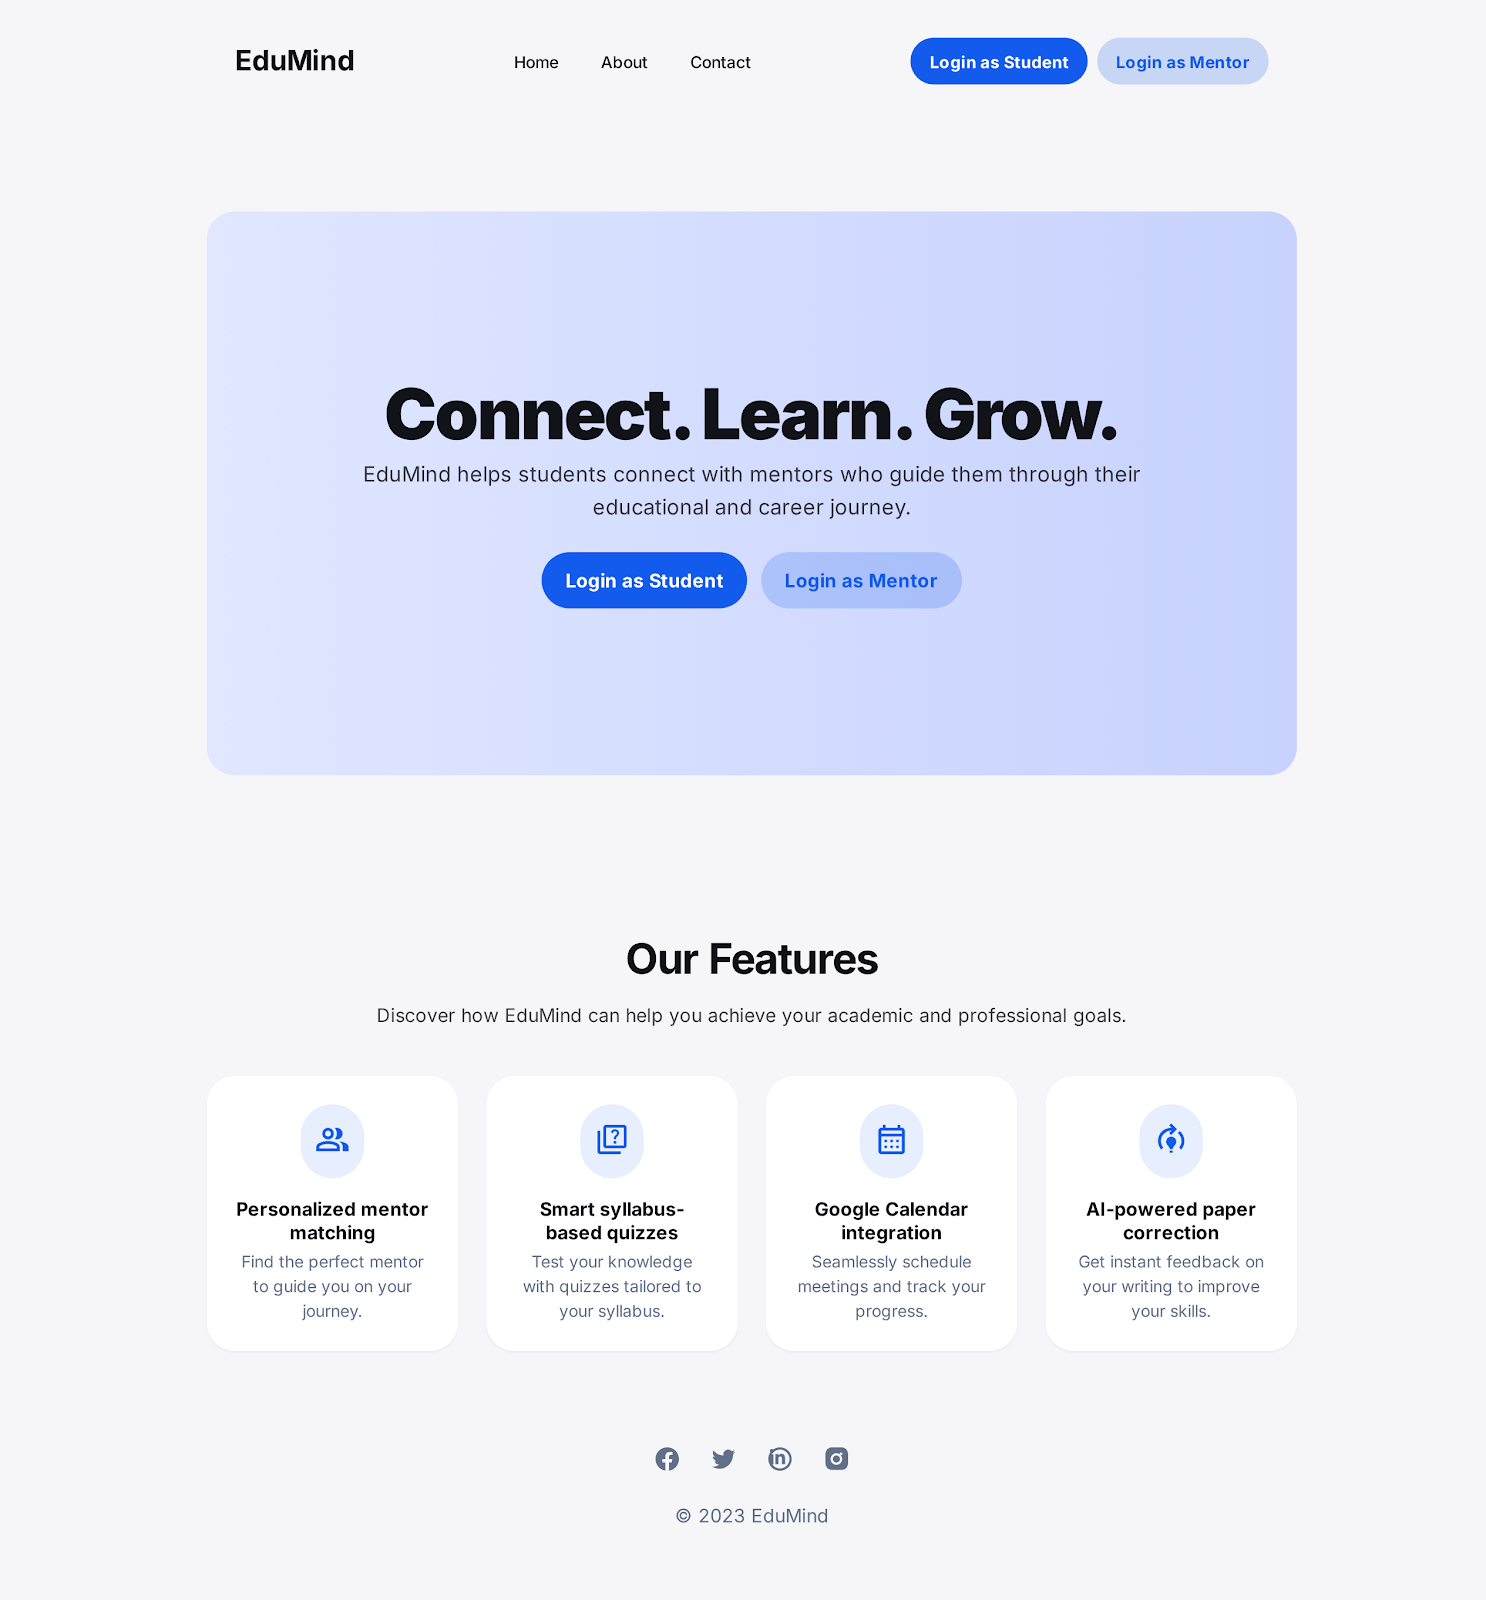 EduMind
Home
About
Contact
Login as Student
Login as Mentor
Connect. Learn. Grow.
EduMind helps students connect with mentors who guide them through their
educational and career journey.
Login as Student
Login as Mentor
Our Features
Discover how EduMind can help you achieve your academic and professional goals.
Personalized mentor
matching
Find the perfect mentor
to guide you on your
journey.
Smart syllabus-
based quizzes
Test your knowledge
with quizzes tailored to
your syllabus.
Google Calendar
integration
Seamlessly schedule
meetings and track your
progress.
AI-powered paper
correction
Get instant feedback on
your writing to improve
your skills.
© 2023 EduMind